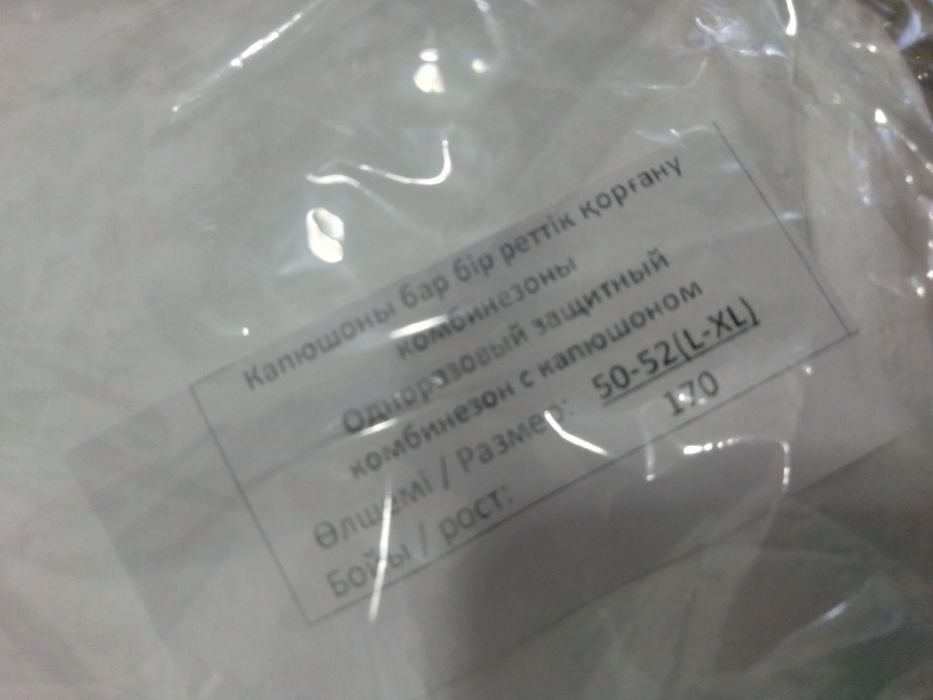 Капюшоны бар бір реттік қорғану
комбинезоны
Одноразовый защитный
комбинезон с капюшоном
Өлшемі / Размер: 50-52(L-XL)
Бойы / рост: 170